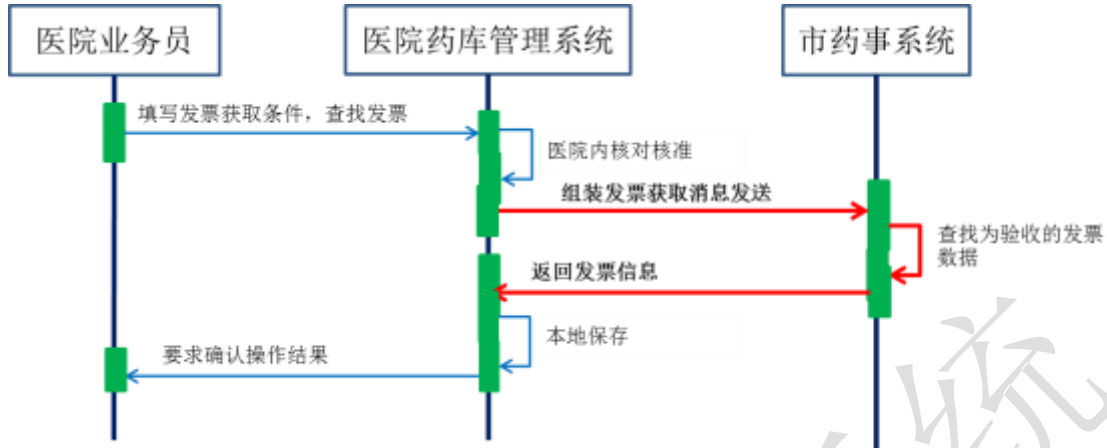 医院业务员
医院药库管理系统
市药事系统
填写发票获取条件，查找发票
医院内核对核准
组装发票获取消息发送
查找为验收的发票
数据
返回发票信息
本地保存
要求确认操作结果
统